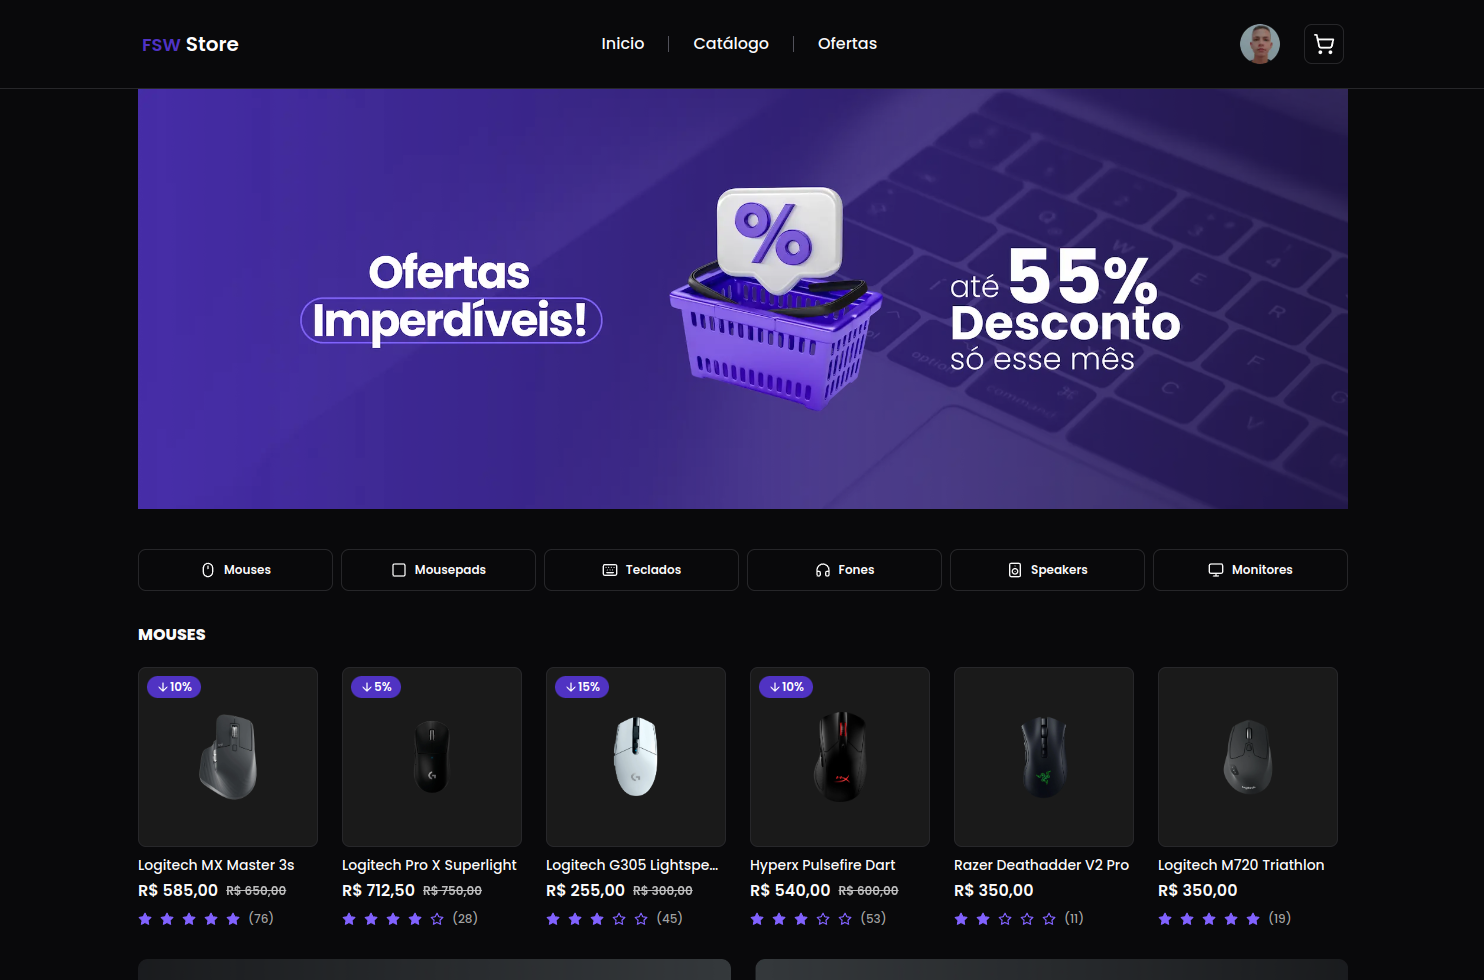 FSW Store
Inicio
Catálogo
Ofertas
Ofertas
Imperdíveis!
%
até 55%
Desconto
só esse mês
option
command
Mouses
Mousepads
Teclados
Fones
Speakers
Monitores
MOUSES
10%
5%
15%
10%
Logitech MX Master 3s
R$ 585,00 R$ 650,00
(76)
Logitech Pro X Superlight
R$ 712,50 R$ 750,00
(28)
Logitech G305 Lightspe...
R$ 255,00 R$ 300,00
(45)
Hyperx Pulsefire Dart
R$ 540,00 R$ 600,00
(53)
Razer Deathadder V2 Pro
R$ 350,00
(11)
Logitech M720 Triathlon
R$ 350,00
(19)